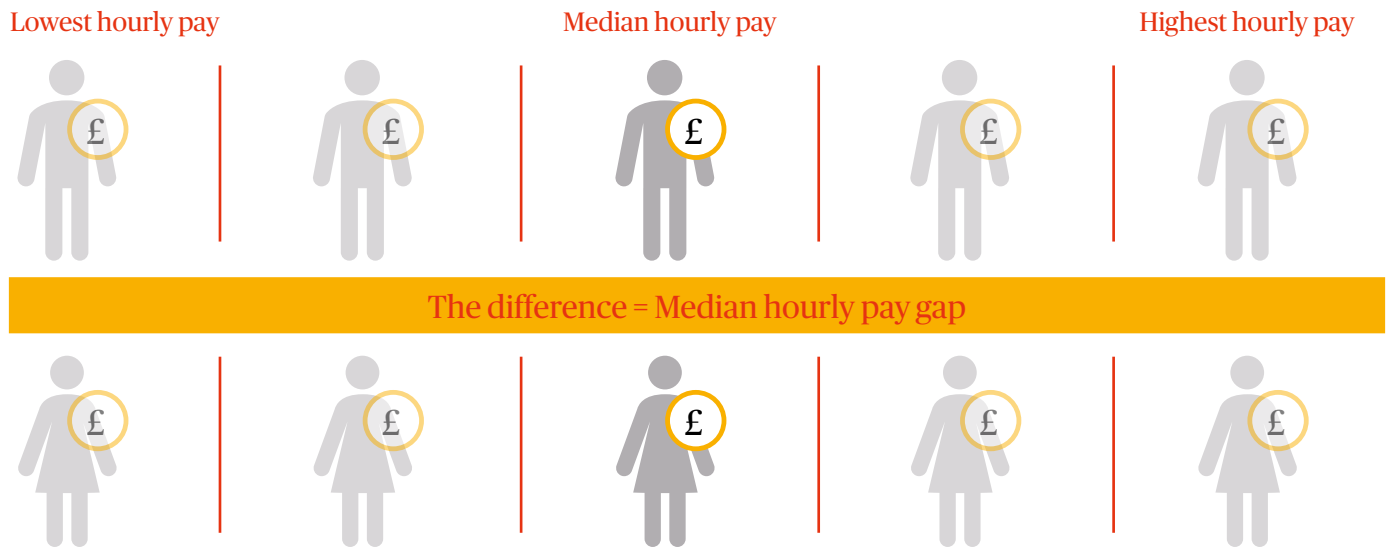 Lowest hourly pay
Median hourly pay
Highest hourly pay
£ £ £ £ £
The difference = Median hourly pay gap
£ £ £ £ £